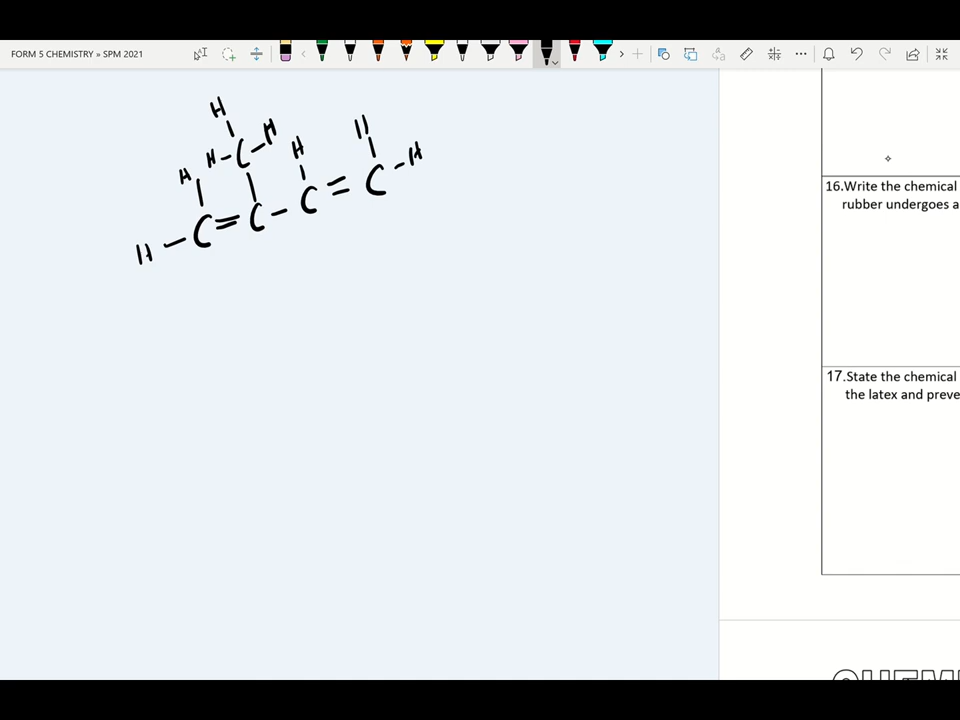 FORM 5 CHEMISTRY » SPM 2021
H
H
H - C - H
H
H
H - C = C - C = C - H
16.Write the chemical
rubber undergoes a
17.State the chemical
the latex and preve